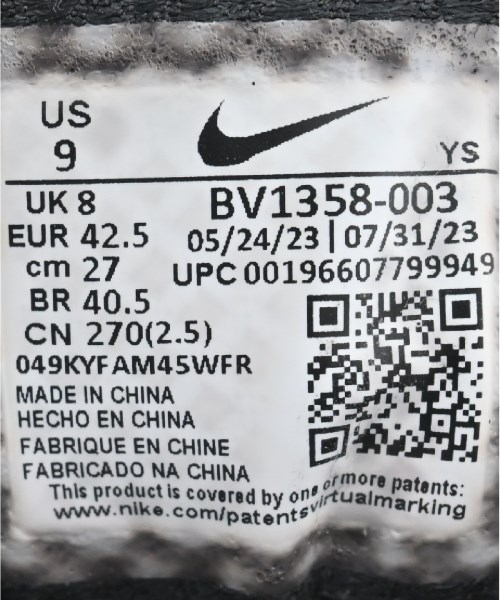 US
9
YS
UK 8
BV1358-003
EUR 42.5
05/24/23 | 07/31/23
cm 27
UPC 00196607799949
BR 40.5
CN 270(2.5)
049KYFAM45WFR
MADE IN CHINA
HECHO EN CHINA
FABRIQUE EN CHINE
FABRICADO NA CHINA
This product is covered by one or more patents:
www.nike.com/patentsvirtualmarking